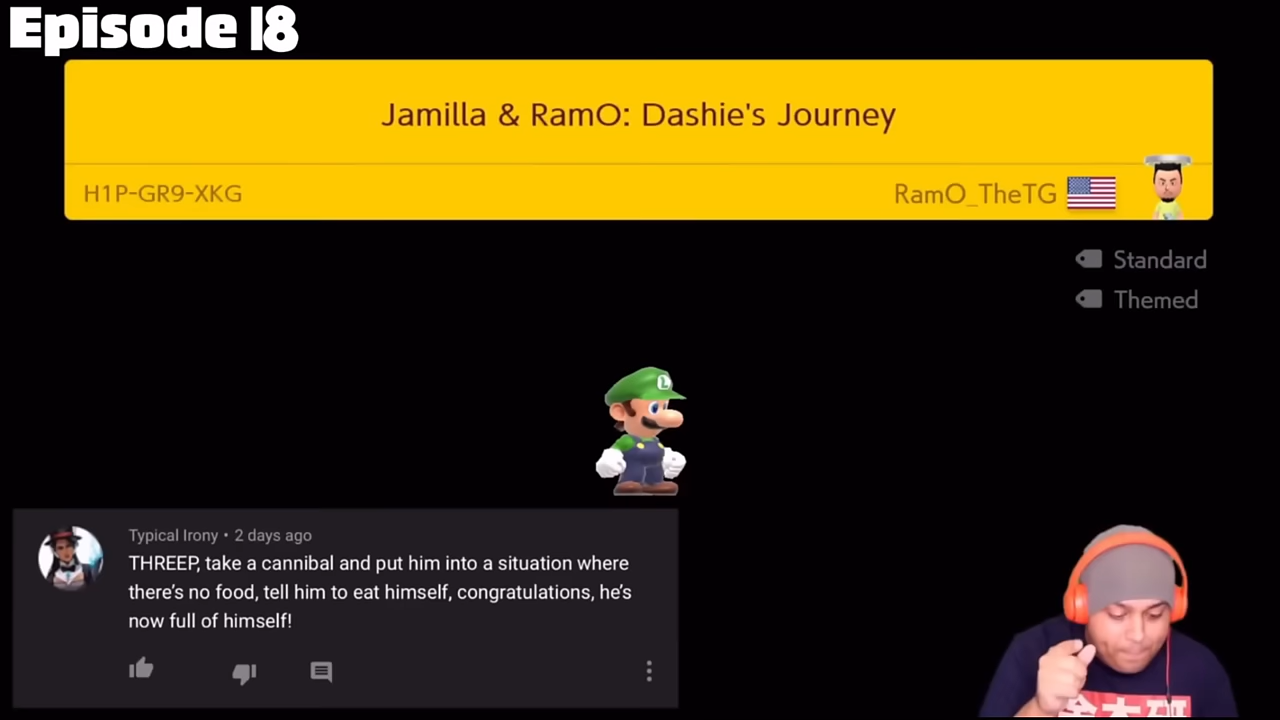 Episode 18
Jamilla & RamO: Dashie's Journey
H1P-GR9-XKG
RamO_TheTG
Standard
Themed
L
Typical Irony • 2 days ago
THREEP, take a cannibal and put him into a situation where
there's no food, tell him to eat himself, congratulations, he's
now full of himself!